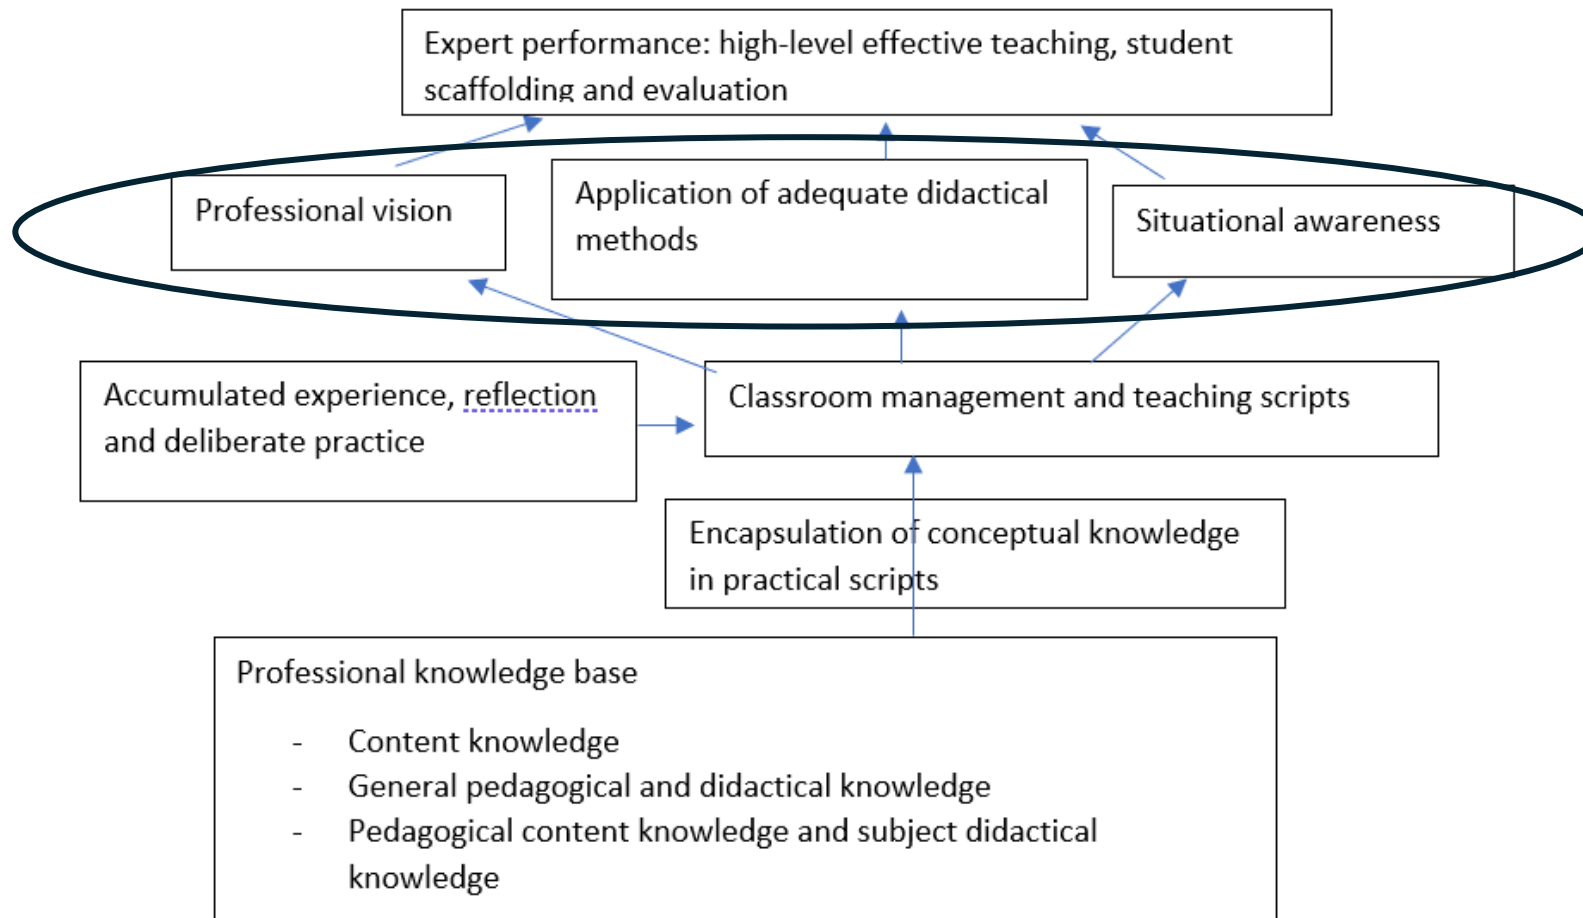 Expert performance: high-level effective teaching, student
scaffolding and evaluation
Professional vision
Application of adequate didactical
methods
Situational awareness
Accumulated experience, reflection
and deliberate practice
Classroom management and teaching scripts
Encapsulation of conceptual knowledge
in practical scripts
Professional knowledge base
- Content knowledge
- General pedagogical and didactical knowledge
- Pedagogical content knowledge and subject didactical
knowledge